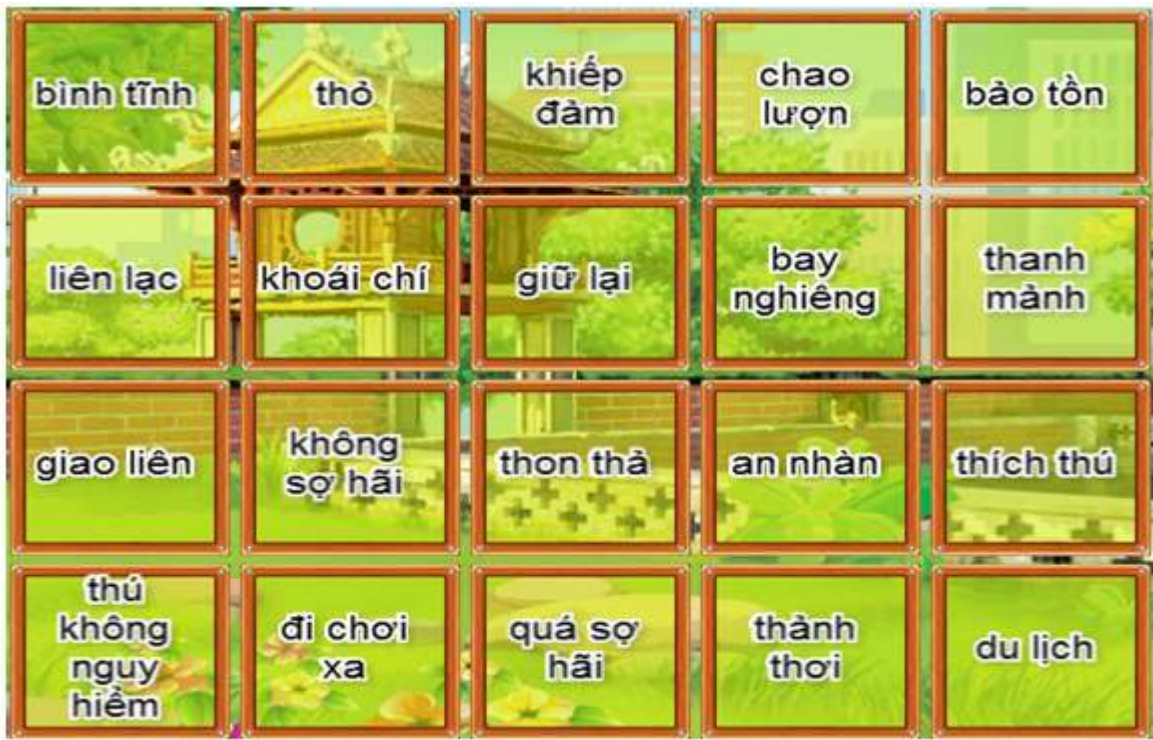 bình tĩnh
thỏ
khiếp
đảm
chao
lượn
bảo tồn
liên lạc
khoái chí
giữ lại
bay
nghiêng
thanh
mảnh
giao liên
không
sợ hãi
thon thả
an nhàn
thích thú
thú
không
nguy
hiểm
đi chơi
xa
quá sợ
hãi
thảnh
thơi
du lịch